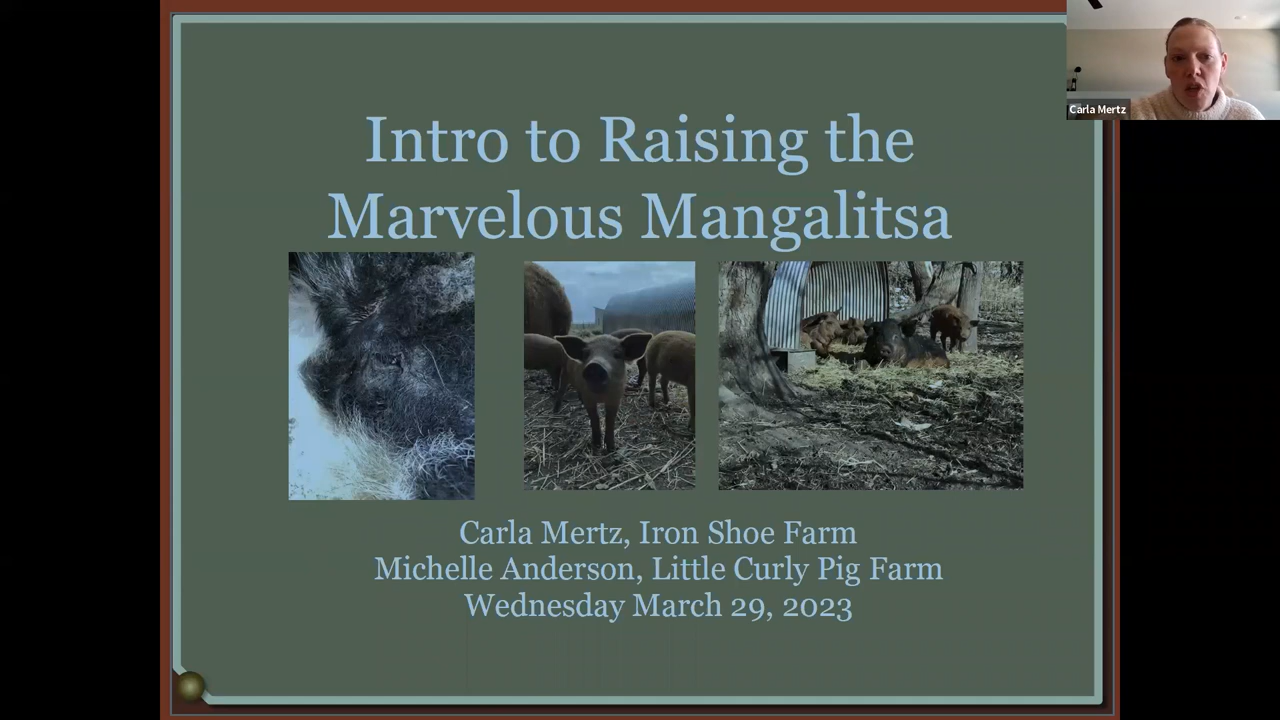 Intro to Raising the
Marvelous Mangalitsa
Carla Mertz, Iron Shoe Farm
Michelle Anderson, Little Curly Pig Farm
Wednesday March 29, 2023
Carla Mertz